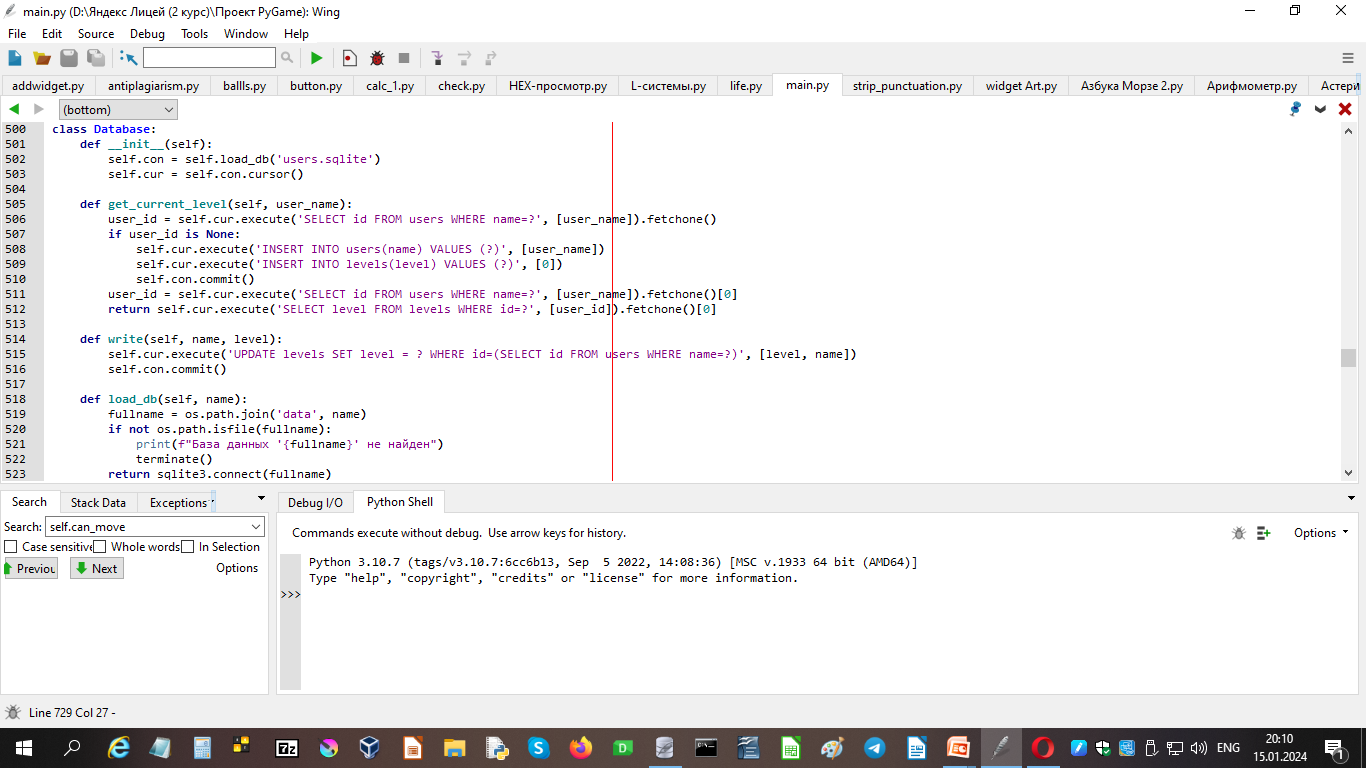 main.py (D:\Яндекс Лицей (2 курс)\Проект PyGame): Wing
File Edit Source Debug Tools Window Help
addwidget.py antiplagiarism.py ballls.py button.py calc_1.py check.py HEX-просмотр.py L-системы.py life.py main.py strip_punctuation.py widget Art.py Азбука Морзе 2.py Арифмометр.py Астери
(bottom)
500 class Database:
501 def __init__(self):
502 self.con = self.load_db('users.sqlite')
503 self.cur = self.con.cursor()
504
505 def get_current_level(self, user_name):
506 user_id = self.cur.execute('SELECT id FROM users WHERE name=?', [user_name]).fetchone()
507 if user_id is None:
508 self.cur.execute('INSERT INTO users(name) VALUES (?)', [user_name])
509 self.cur.execute('INSERT INTO levels(level) VALUES (?)', [0])
510 self.con.commit()
511 user_id = self.cur.execute('SELECT id FROM users WHERE name=?', [user_name]).fetchone()[0]
512 return self.cur.execute('SELECT level FROM levels WHERE id=?', [user_id]).fetchone()[0]
513
514 def write(self, name, level):
515 self.cur.execute('UPDATE levels SET level = ? WHERE id=(SELECT id FROM users WHERE name=?)', [level, name])
516 self.con.commit()
517
518 def load_db(self, name):
519 fullname = os.path.join('data', name)
520 if not os.path.isfile(fullname):
521 print(f"База данных '{fullname}' не найден")
522 terminate()
523 return sqlite3.connect(fullname)
Search Stack Data Exceptions
Search: self.can_move
Case sensitive Whole words In Selection
Previou Next Options
Debug I/O Python Shell
Commands execute without debug. Use arrow keys for history.
Options
Python 3.10.7 (tags/v3.10.7:6cc6b13, Sep 5 2022, 14:08:36) [MSC v.1933 64 bit (AMD64)]
Type "help", "copyright", "credits" or "license" for more information.
>>>
Line 729 Col 27 -
7z
D
ENG
20:10
15.01.2024
1